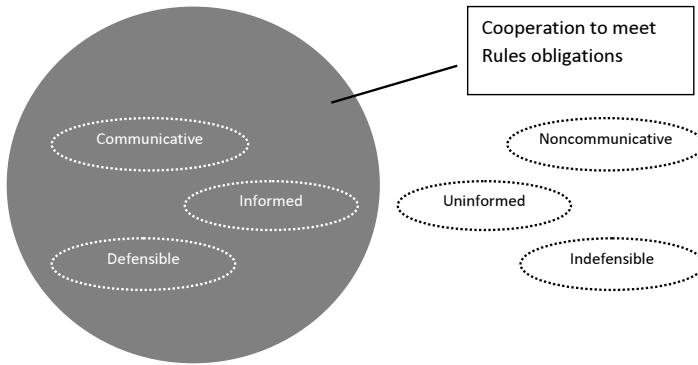 Cooperation to meet
Rules obligations
Communicative
Noncommunicative
Informed
Uninformed
Defensible
Indefensible